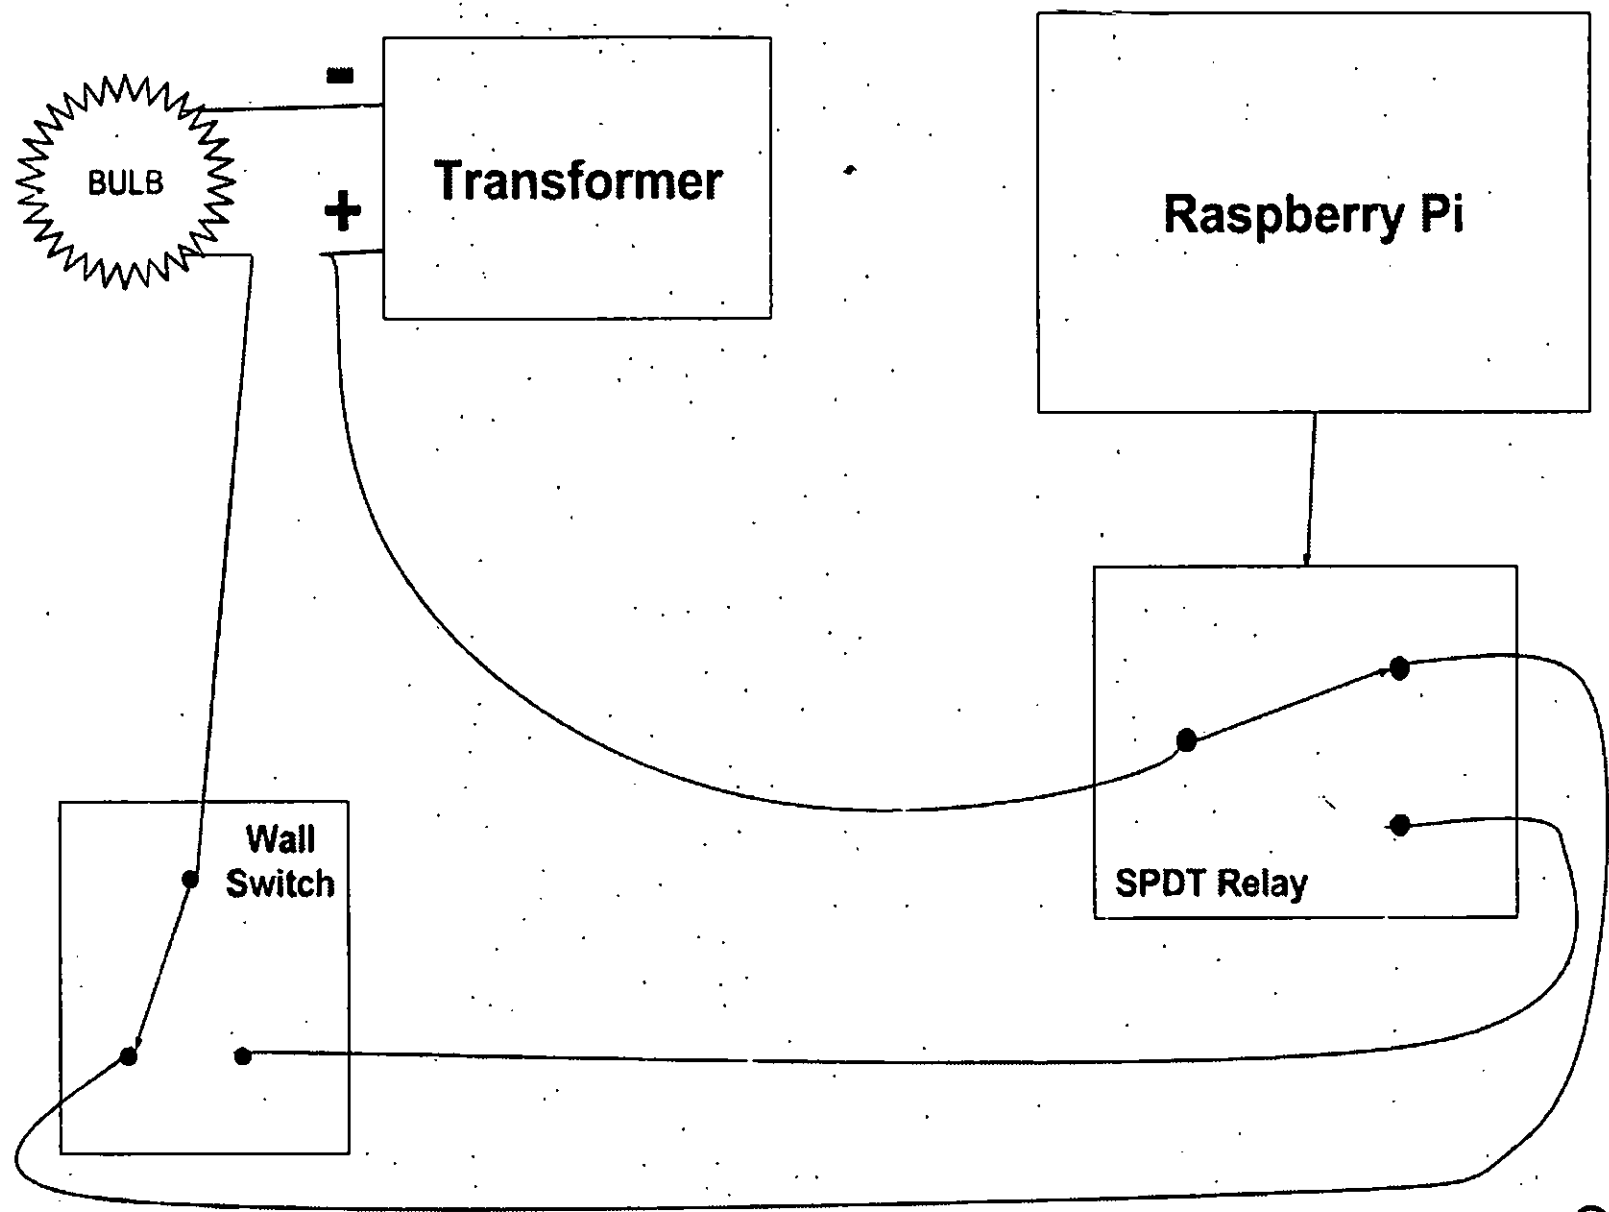 -
BULB
Transformer
+
Raspberry Pi
Wall
Switch
SPDT Relay